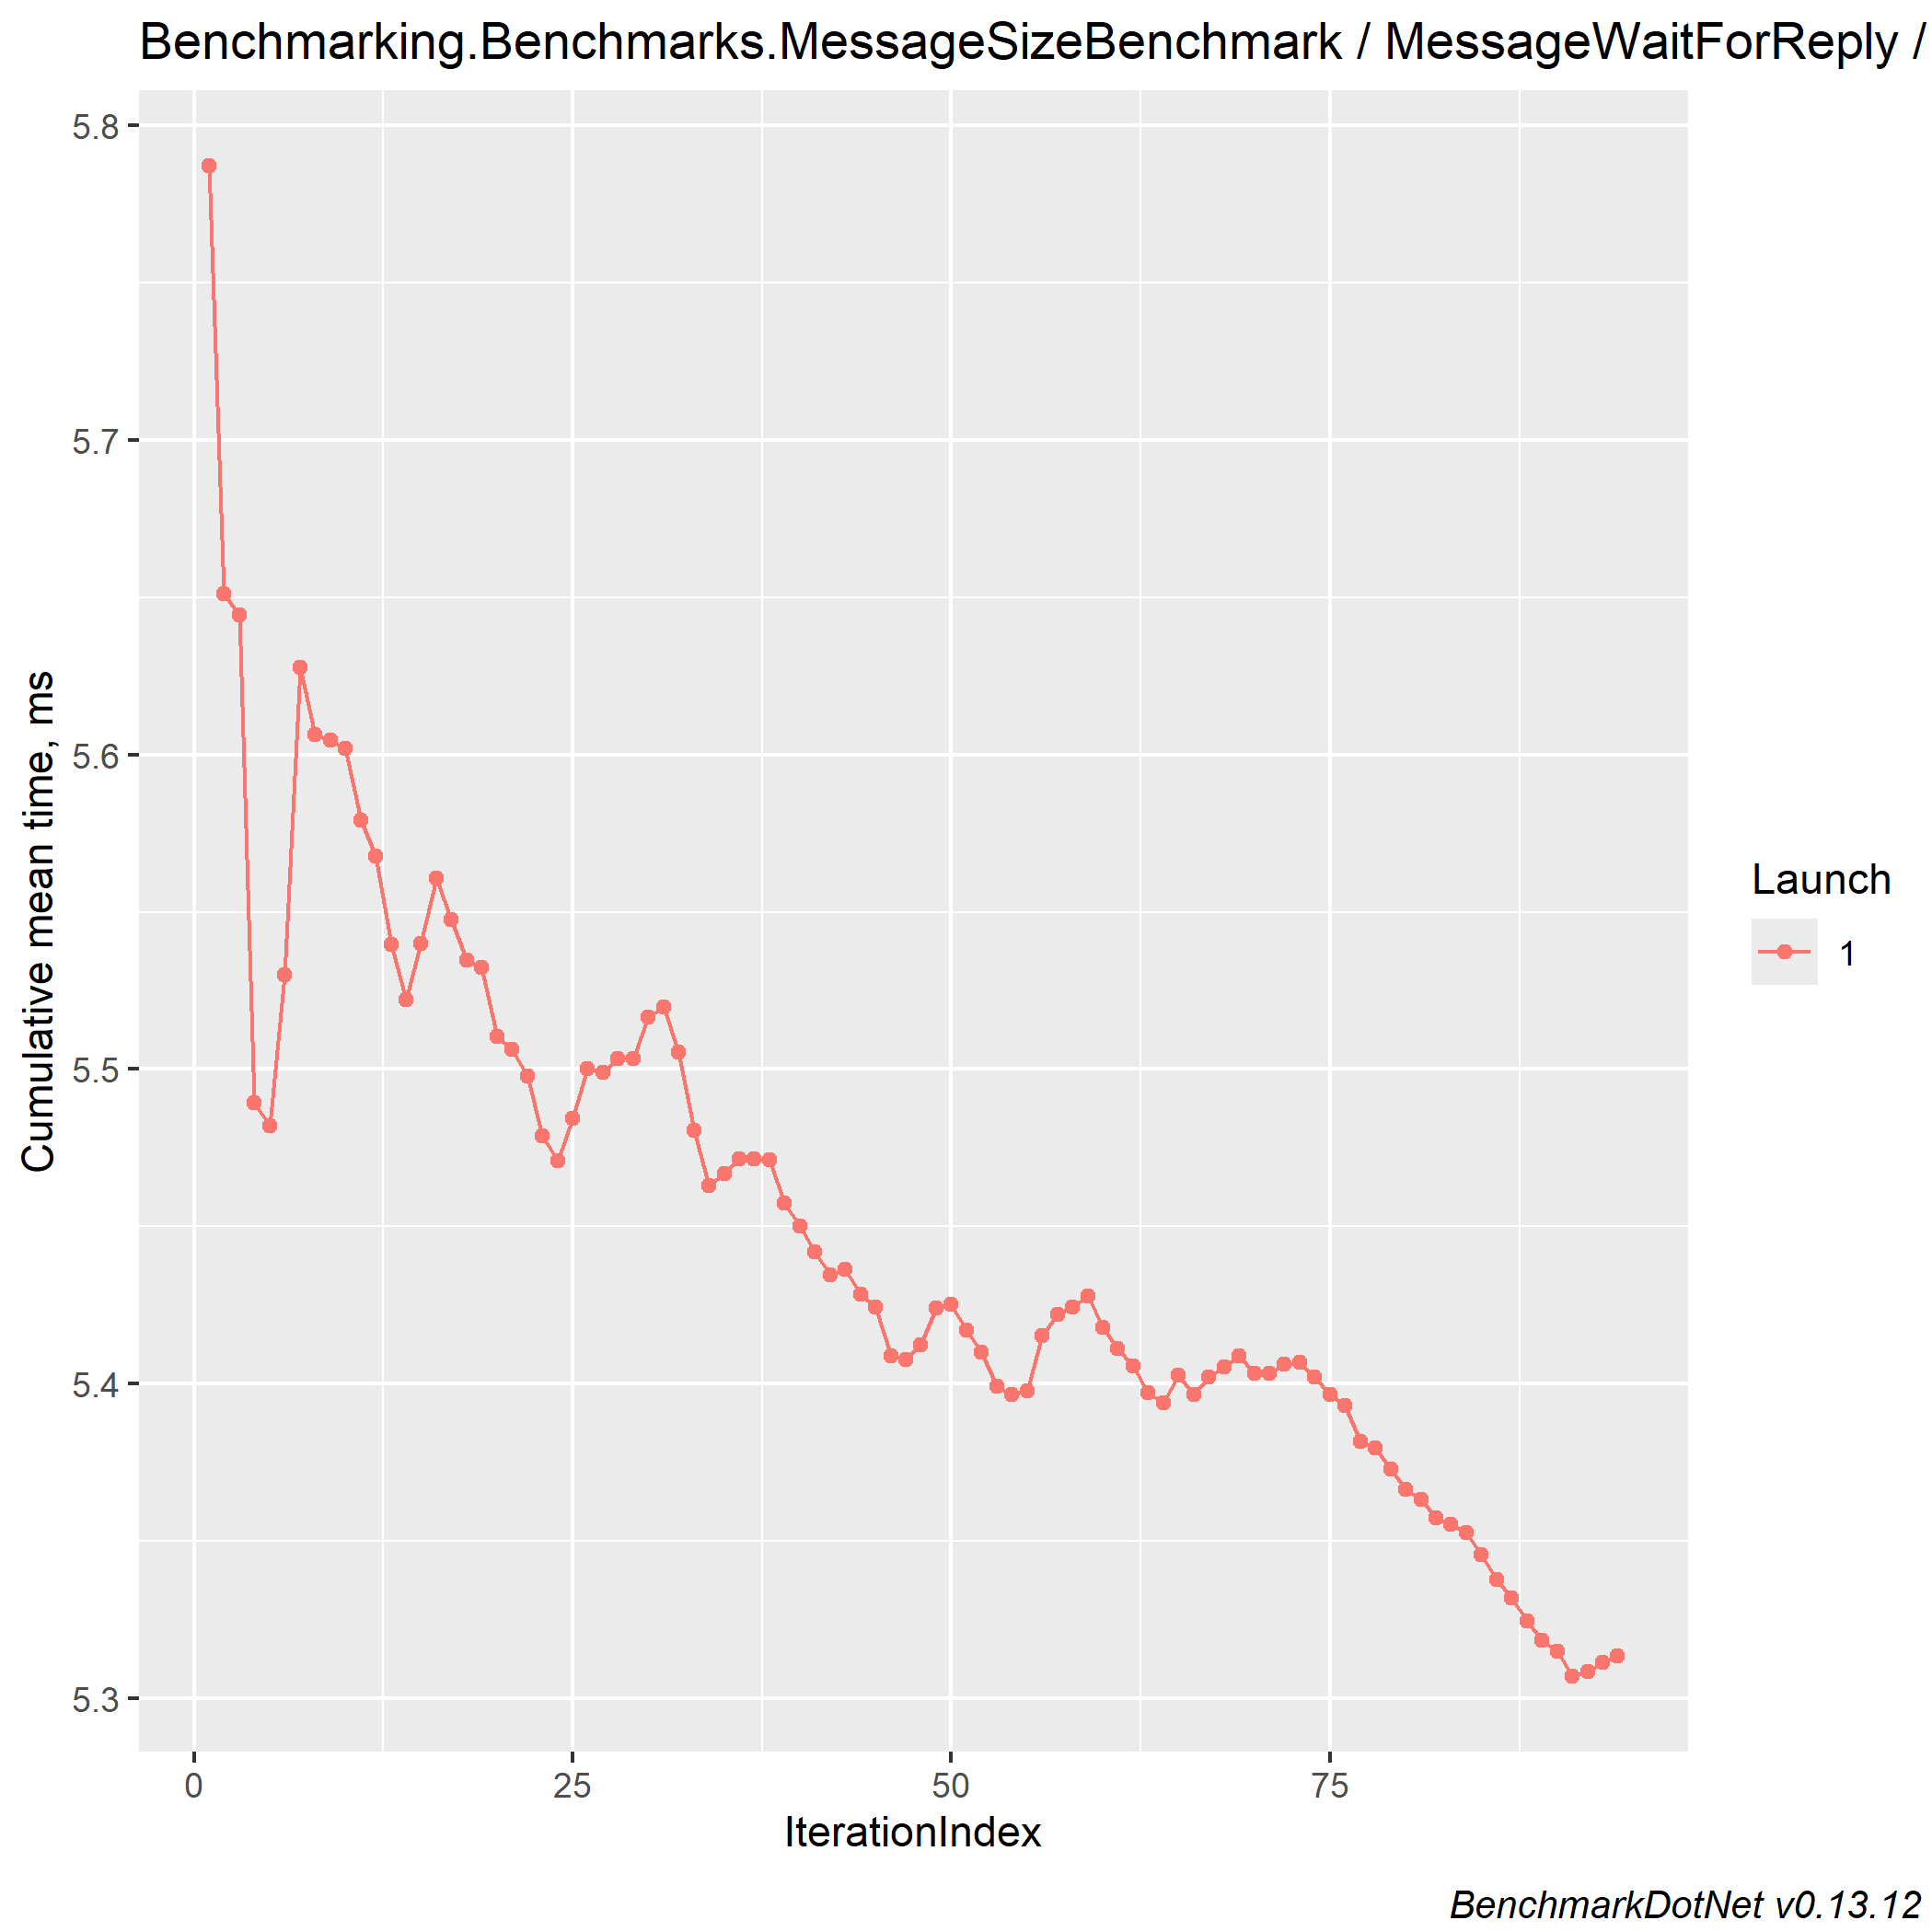 Benchmarking.Benchmarks.MessageSizeBenchmark / MessageWaitForReply /
5.8
5.7
5.6
5.5
5.4
5.3
Cumulative mean time, ms
0 25 50 75
IterationIndex
Launch
1
BenchmarkDotNet v0.13.12